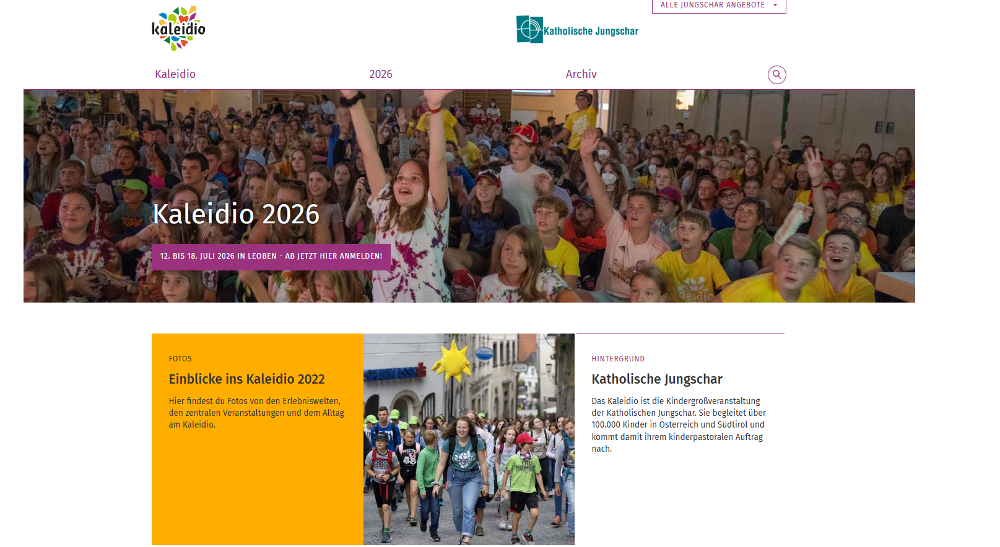 ALLE JUNGSCHAR ANGEBOTE
kaleidio
Katholische Jungschar
Kaleidio
2026
Archiv
Kaleidio 2026
12. BIS 18. JULI 2026 IN LEOBEN - AB JETZT HIER ANMELDEN!
FOTOS
Einblicke ins Kaleidio 2022
Hier findest du Fotos von den Erlebniswelten,
den zentralen Veranstaltungen und dem Alltag
am Kaleidio.
SPARKASSE
kaleidio
THIS
MOMENT
HINTERGRUND
Katholische Jungschar
Das Kaleidio ist die Kindergroßveranstaltung
der Katholischen Jungschar. Sie begleitet über
100.000 Kinder in Österreich und Südtirol und
kommt damit ihrem kinderpastoralen Auftrag
nach.